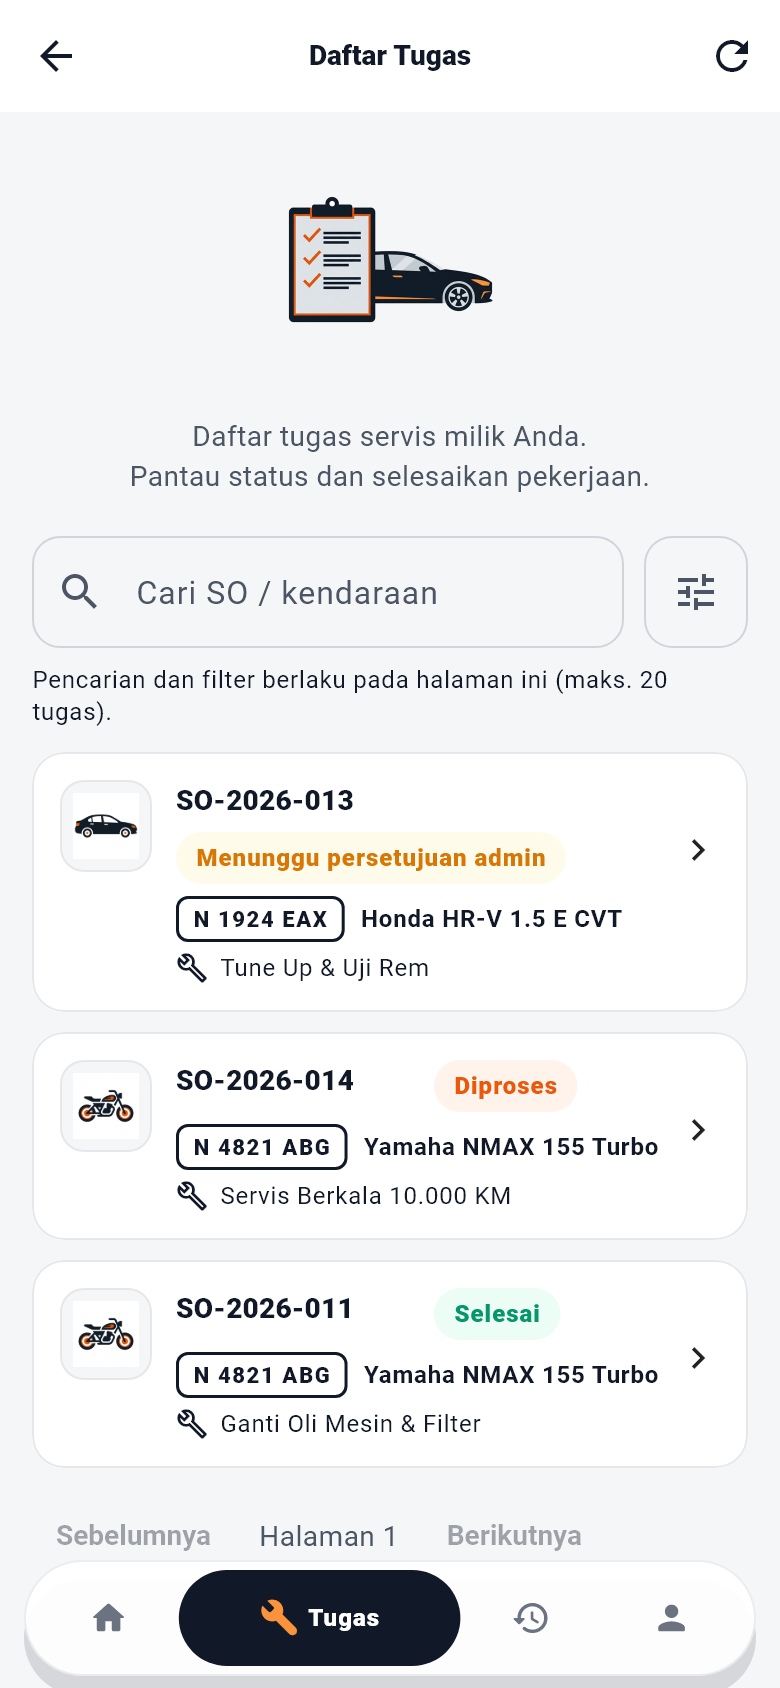 Daftar Tugas
Daftar tugas servis milik Anda.
Pantau status dan selesaikan pekerjaan.
Cari SO / kendaraan
Pencarian dan filter berlaku pada halaman ini (maks. 20
tugas).
SO-2026-013
Menunggu persetujuan admin
N 1924 EAX Honda HR-V 1.5 E CVT
Tune Up & Uji Rem
SO-2026-014 Diproses
N 4821 ABG Yamaha NMAX 155 Turbo
Servis Berkala 10.000 KM
SO-2026-011 Selesai
N 4821 ABG Yamaha NMAX 155 Turbo
Ganti Oli Mesin & Filter
Sebelumnya Halaman 1 Berikutnya
Tugas